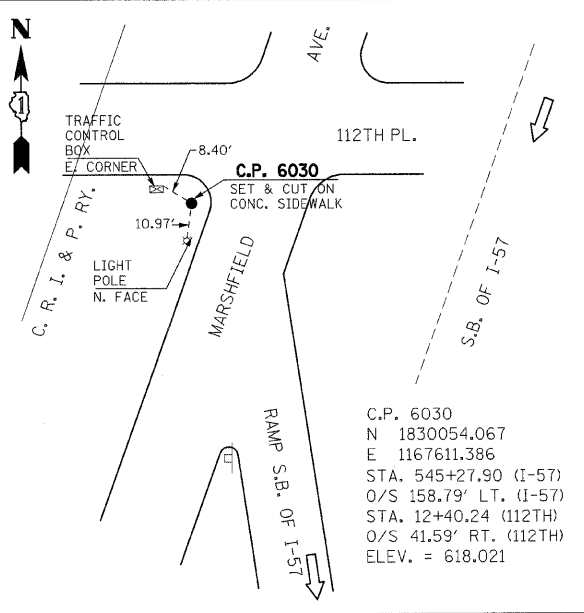 N
1
AVE.
TRAFFIC
CONTROL
BOX
E. CORNER
8.40'
112TH PL.
C.P. 6030
SET & CUT ON
CONC. SIDEWALK
10.97'
LIGHT
POLE
N. FACE
C. R. I. & P. RY.
MARSHFIELD
S.B. OF I-57
RAMP S.B. OF I-57
C.P. 6030
N 1830054.067
E 1167611.386
STA. 545+27.90 (I-57)
O/S 158.79' LT. (I-57)
STA. 12+40.24 (112TH)
O/S 41.59' RT. (112TH)
ELEV. = 618.021